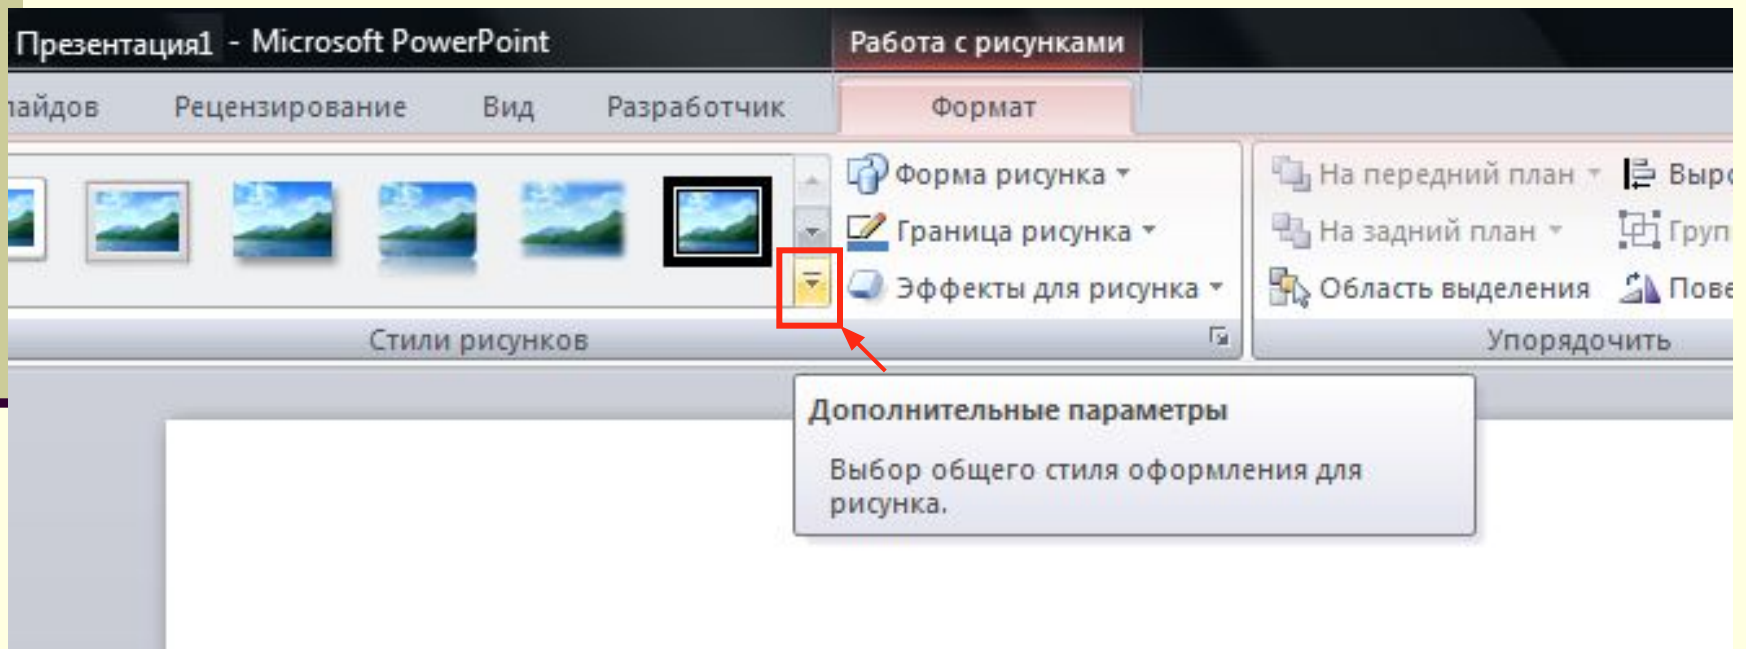 Презентация1 - Microsoft PowerPoint
Работа с рисунками
Рецензирование Вид Разработчик Формат
Форма рисунка
Граница рисунка
Эффекты для рисунка
На передний план
На задний план
Область выделения
Стили рисунков
Упорядочить
Дополнительные параметры
Выбор общего стиля оформления для
рисунка.